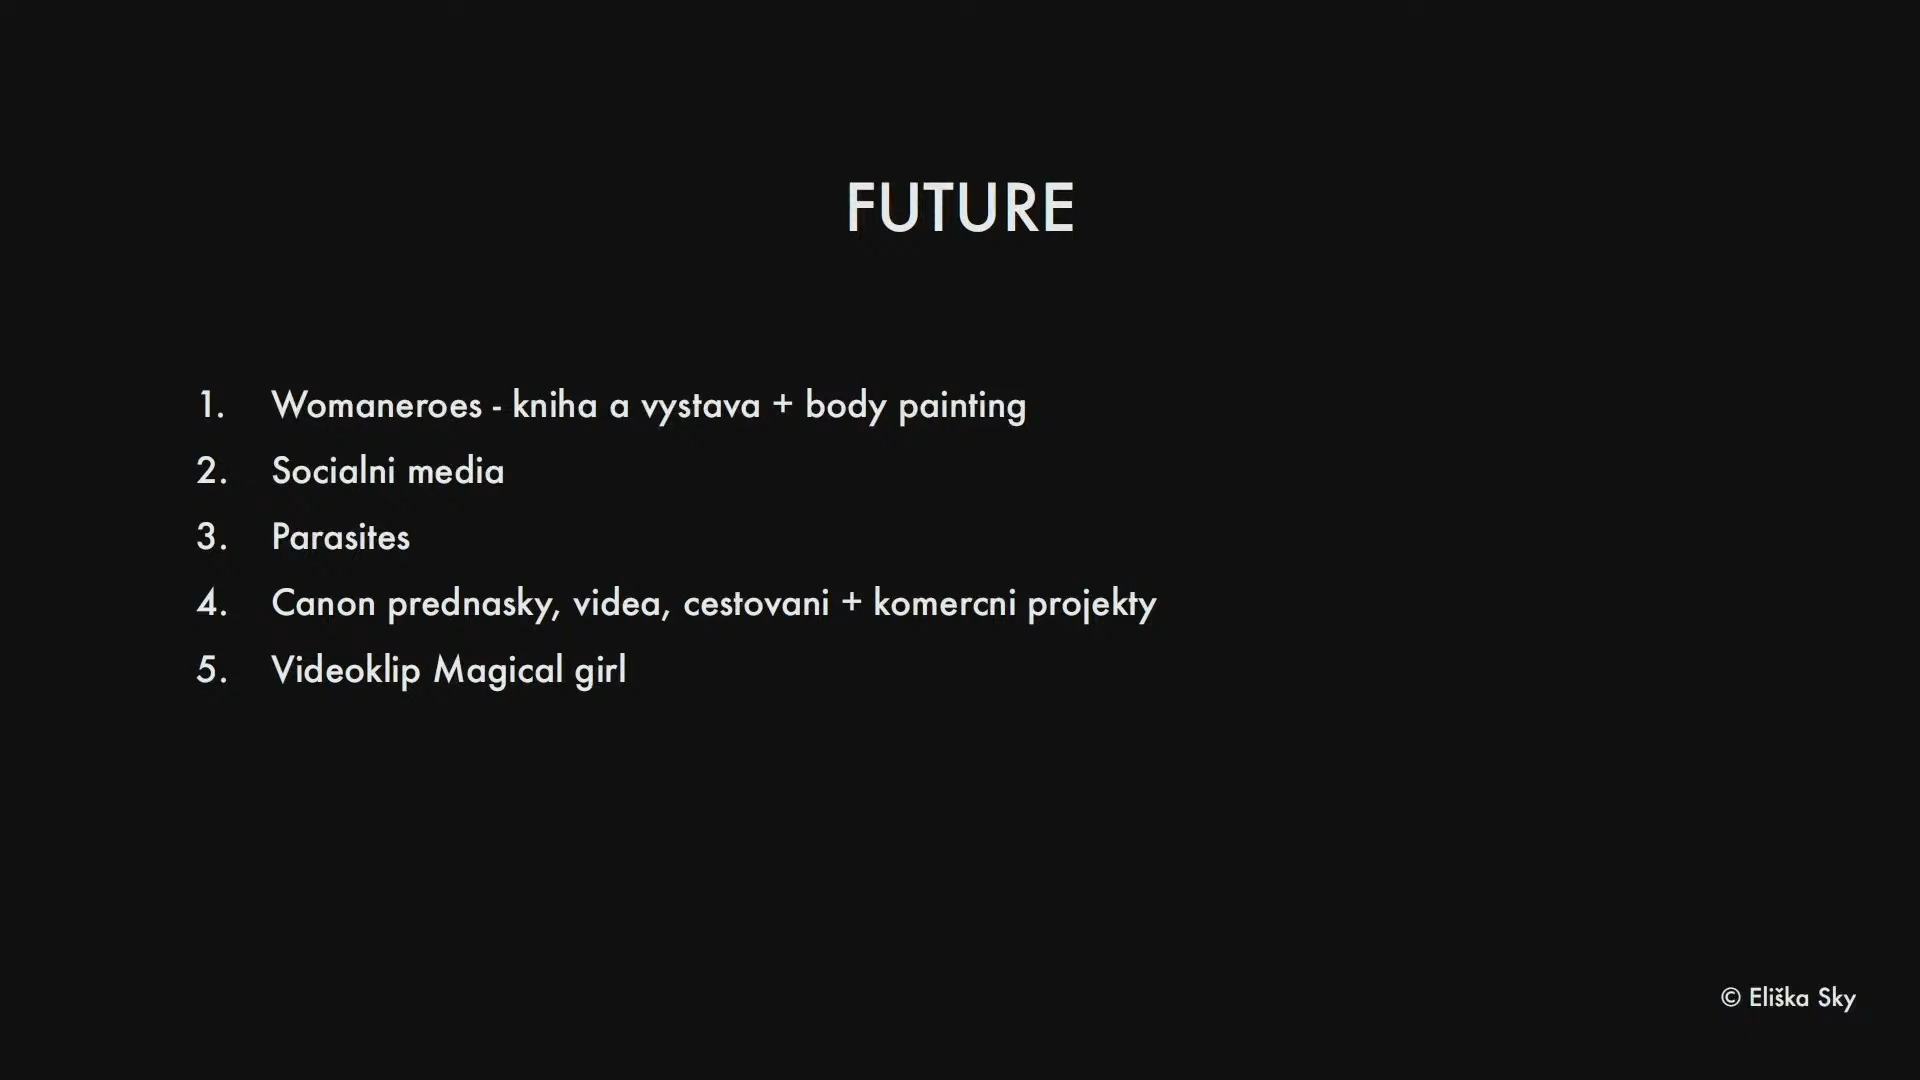 FUTURE
1. Womaneroes - kniha a vystava + body painting
2. Socialni media
3. Parasites
4. Canon prednasky, videa, cestovani + komercni projekty
5. Videoklip Magical girl
© Eliška Sky